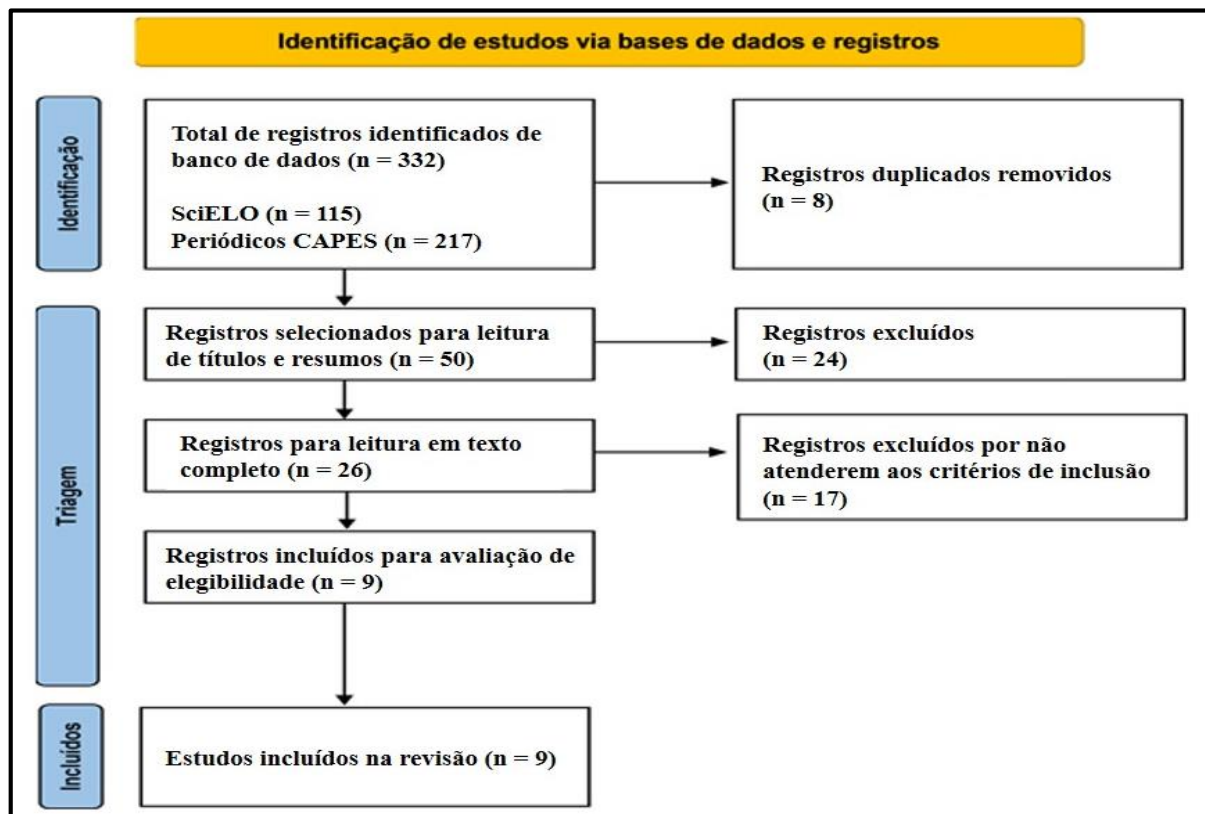 Identificação de estudos via bases de dados e registros
Identificação
Total de registros identificados de
banco de dados (n = 332)
SciELO (n = 115)
Periódicos CAPES (n = 217)
Registros duplicados removidos
(n = 8)
Triagem
Registros selecionados para leitura
de títulos e resumos (n = 50)
Registros excluídos
(n = 24)
Registros para leitura em texto
completo (n = 26)
Registros excluídos por não
atenderem aos critérios de inclusão
(n = 17)
Registros incluídos para avaliação de
elegibilidade (n = 9)
Incluídos
Estudos incluídos na revisão (n = 9)